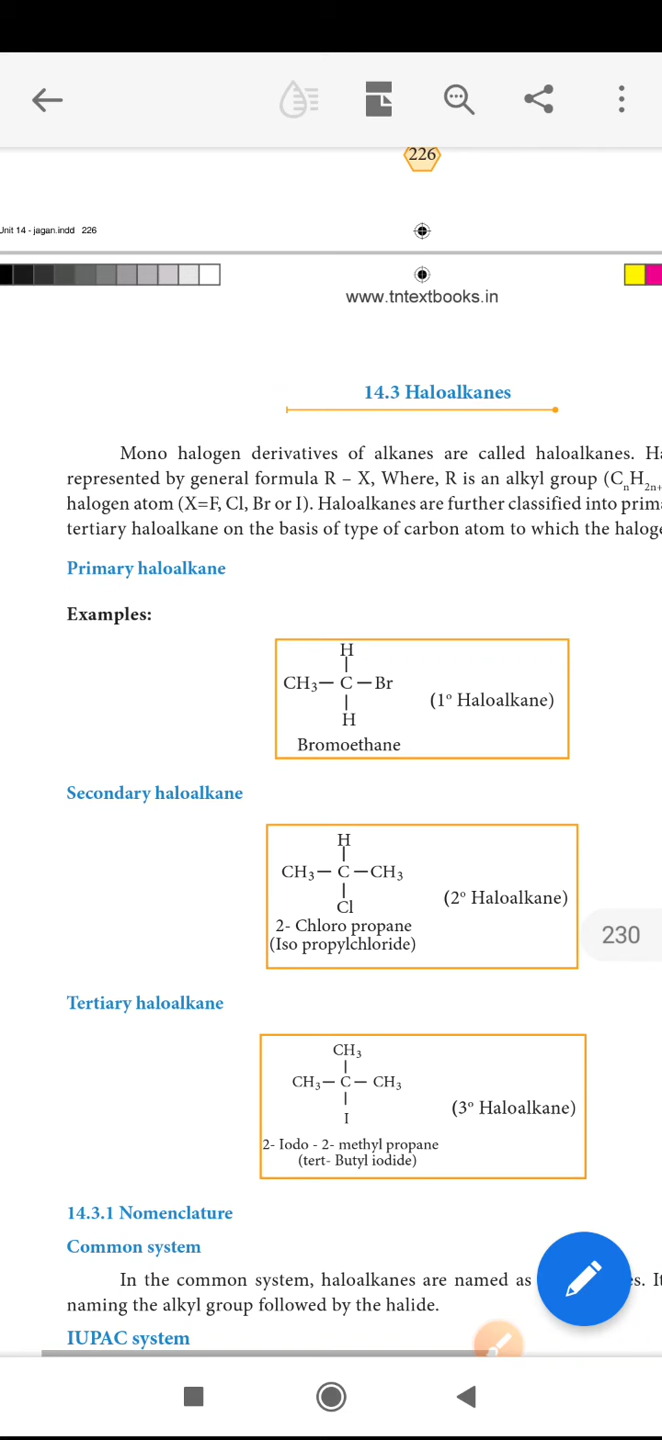 226
Unit 14 - jagan.indd 226
www.tntextbooks.in
14.3 Haloalkanes
Mono halogen derivatives of alkanes are called haloalkanes. Ha
represented by general formula R – X, Where, R is an alkyl group (CₙH₂ₙ₊
halogen atom (X=F, Cl, Br or I). Haloalkanes are further classified into prima
tertiary haloalkane on the basis of type of carbon atom to which the haloge
Primary haloalkane
Examples:
H
CH₃— C —Br
(1° Haloalkane)
H
Bromoethane
Secondary haloalkane
H
CH₃— C —CH₃
(2° Haloalkane)
Cl
2- Chloro propane
(Iso propylchloride)
230
Tertiary haloalkane
CH₃
CH₃— C — CH₃
(3° Haloalkane)
I
2- Iodo - 2- methyl propane
(tert- Butyl iodide)
14.3.1 Nomenclature
Common system
In the common system, haloalkanes are named as s. It
naming the alkyl group followed by the halide.
IUPAC system